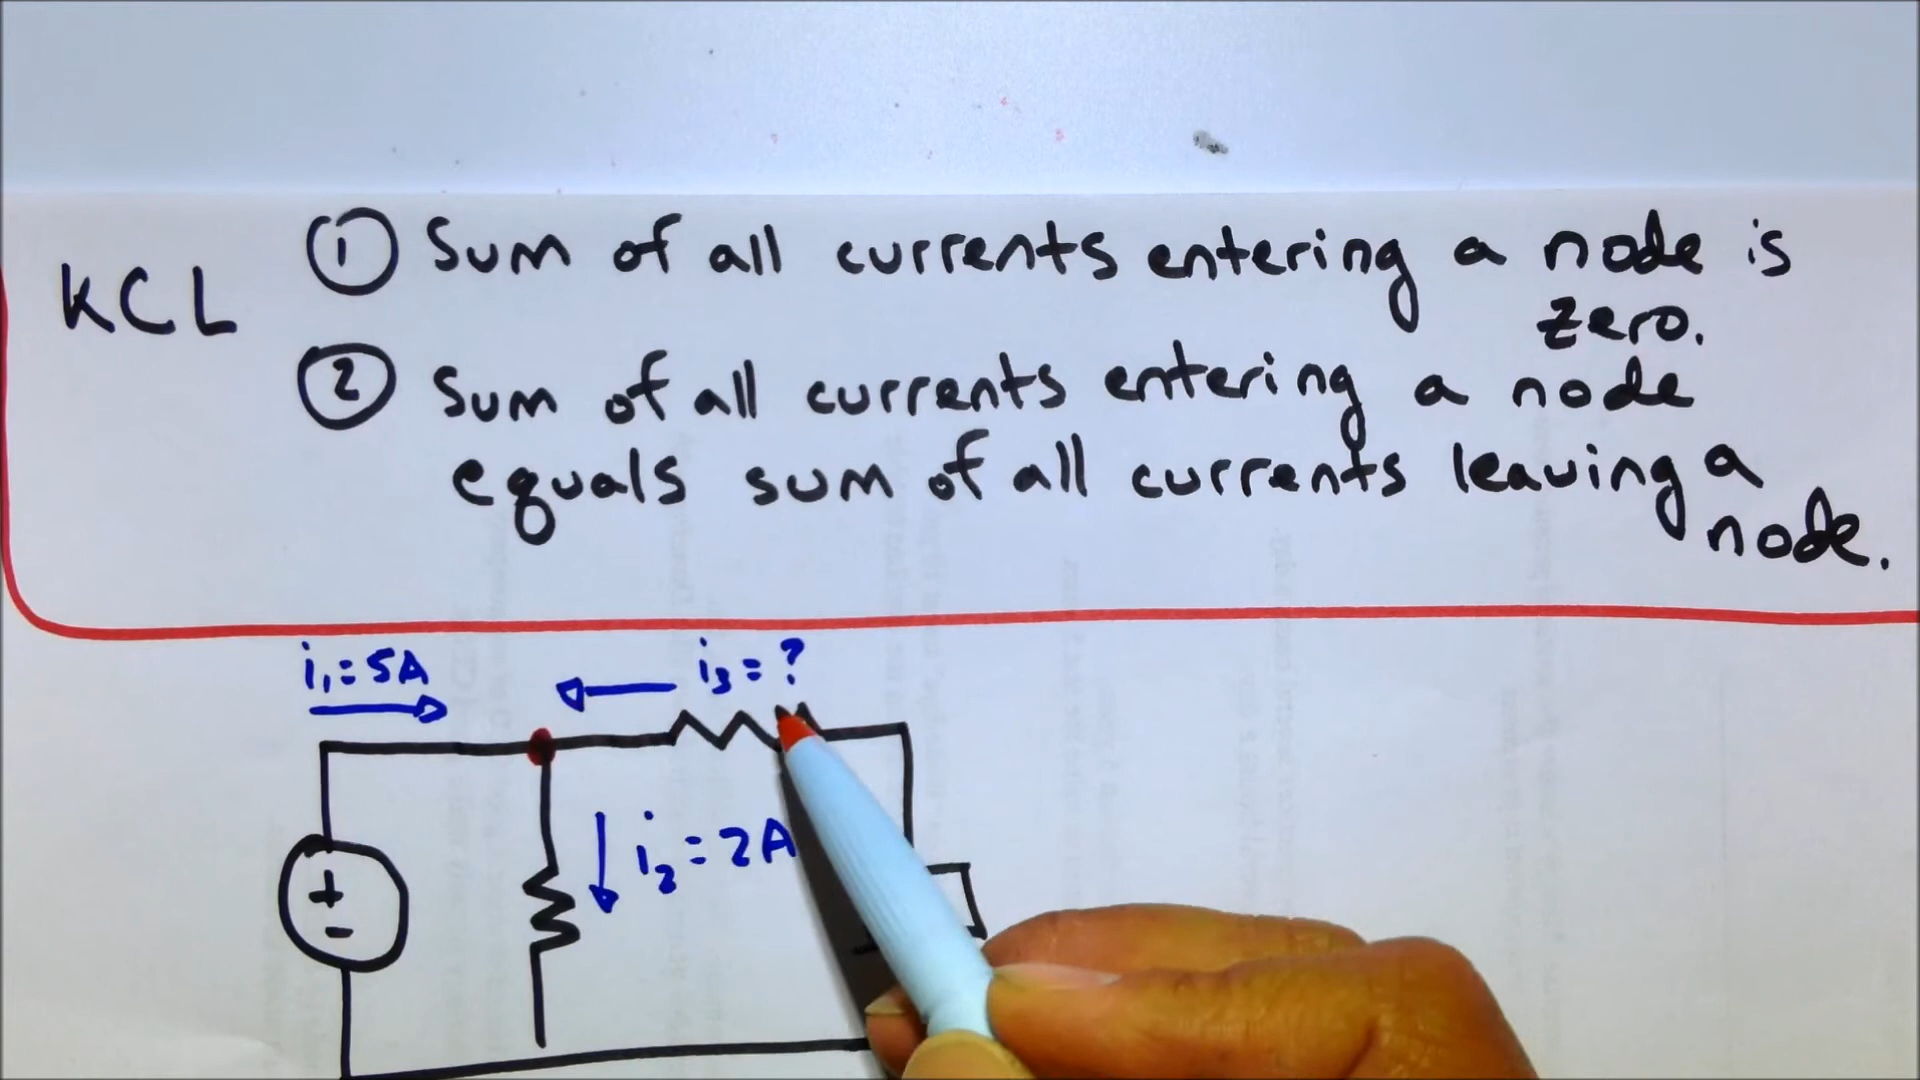 KCL
① Sum of all currents entering a node is
zero.
② Sum of all currents entering a node
equals sum of all currents leaving a
node.
i₁=5A
i₃=?
i₂=2A
+
-